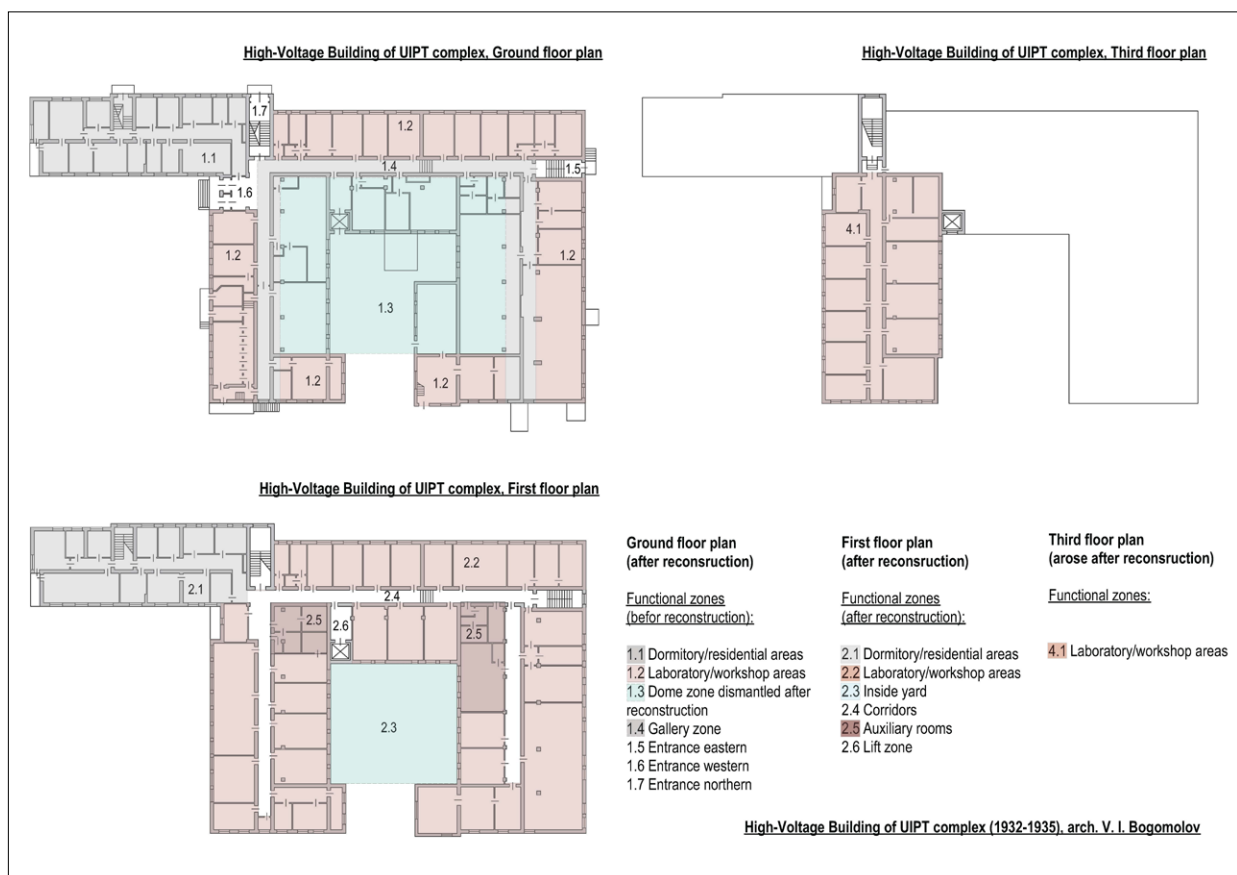 High-Voltage Building of UIPT complex, Ground floor plan
1.7
1.2
1.1
1.4
1.5
1.6
1.2
1.2
1.3
1.2
1.2
High-Voltage Building of UIPT complex, Third floor plan
4.1
High-Voltage Building of UIPT complex, First floor plan
2.2
2.1
2.4
2.5
2.6
2.5
2.3
Ground floor plan
(after reconsruction)
Functional zones
(befor reconstruction):
1.1 Dormitory/residential areas
1.2 Laboratory/workshop areas
1.3 Dome zone dismantled after
reconstruction
1.4 Gallery zone
1.5 Entrance eastern
1.6 Entrance western
1.7 Entrance northern
First floor plan
(after reconsruction)
Functional zones
(after reconstruction):
2.1 Dormitory/residential areas
2.2 Laboratory/workshop areas
2.3 Inside yard
2.4 Corridors
2.5 Auxiliary rooms
2.6 Lift zone
Third floor plan
(arose after reconsruction)
Functional zones:
4.1 Laboratory/workshop areas
High-Voltage Building of UIPT complex (1932-1935), arch. V. I. Bogomolov